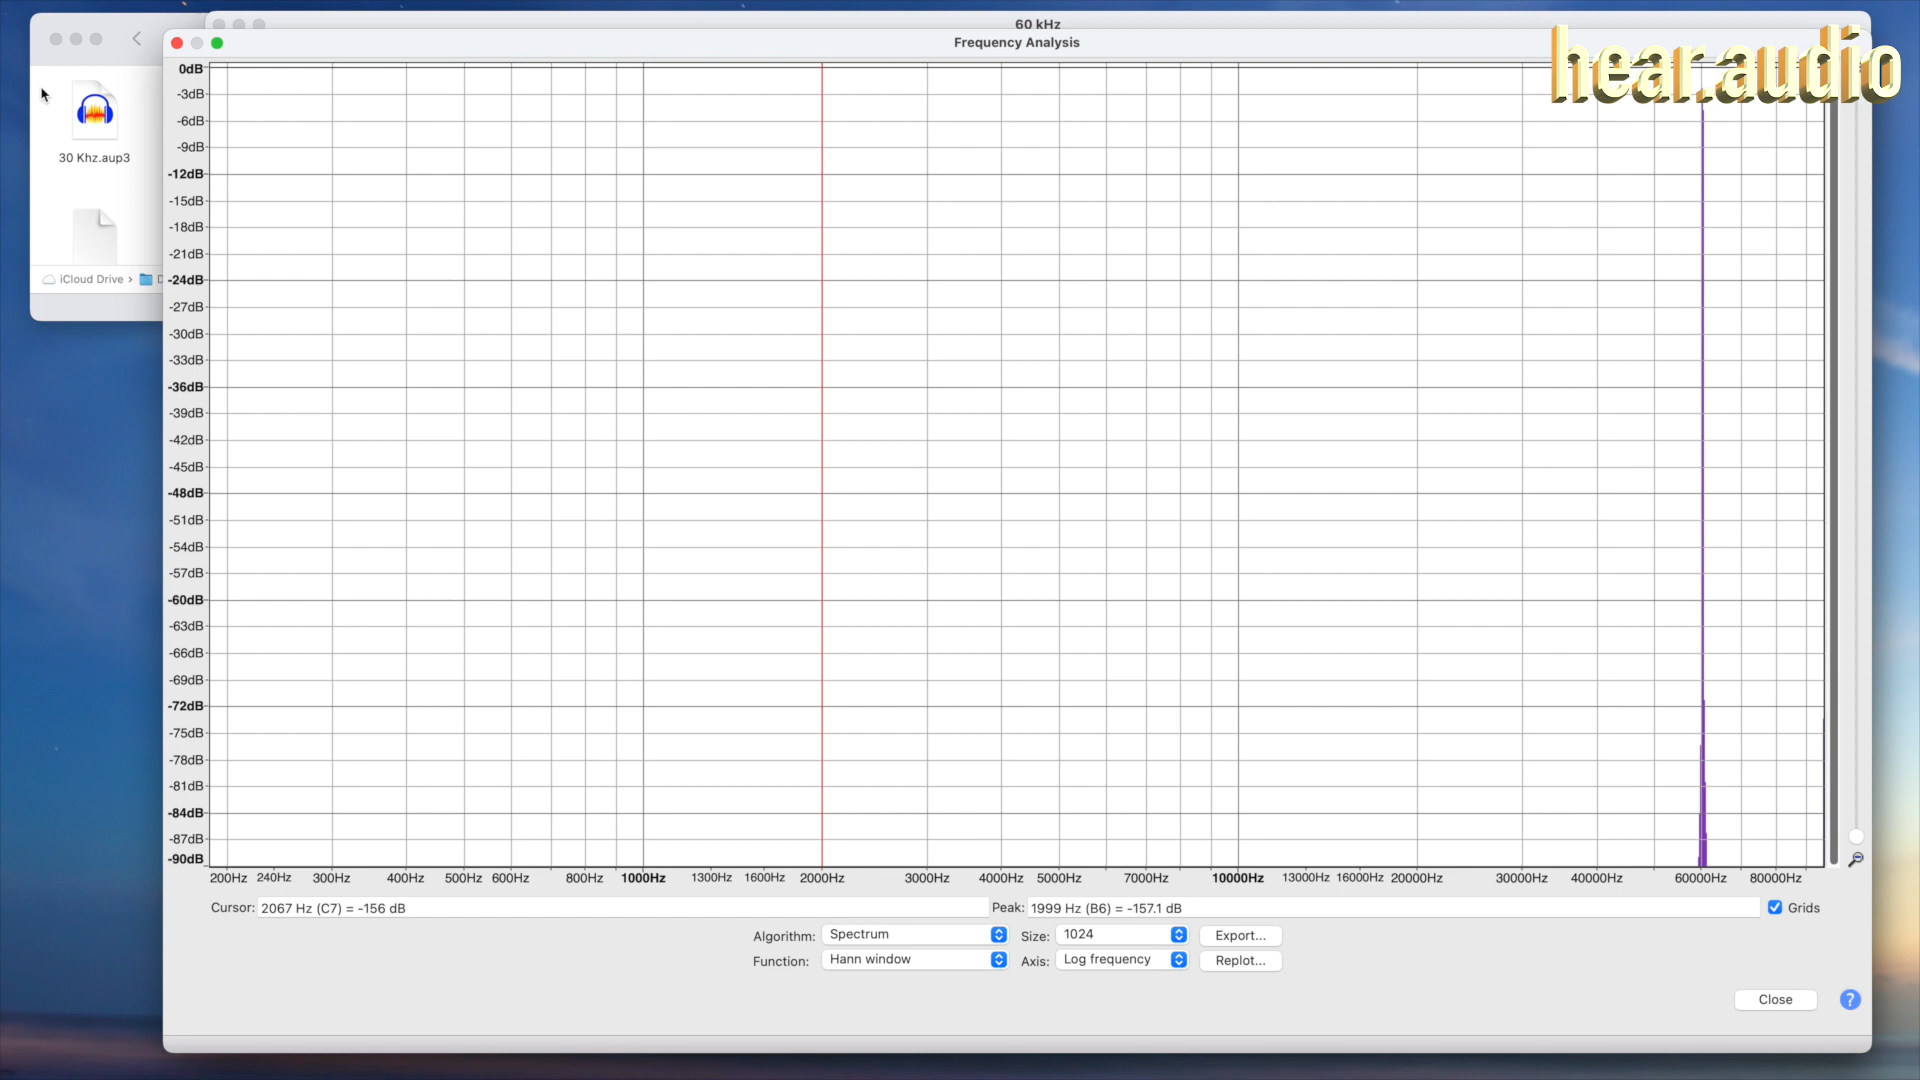 60 kHz
Frequency Analysis
hear.audio
30 Khz.aup3
iCloud Drive › D
0dB
-3dB
-6dB
-9dB
-12dB
-15dB
-18dB
-21dB
-24dB
-27dB
-30dB
-33dB
-36dB
-39dB
-42dB
-45dB
-48dB
-51dB
-54dB
-57dB
-60dB
-63dB
-66dB
-69dB
-72dB
-75dB
-78dB
-81dB
-84dB
-87dB
-90dB
200Hz 240Hz 300Hz 400Hz 500Hz 600Hz 800Hz 1000Hz 1300Hz 1600Hz 2000Hz 3000Hz 4000Hz 5000Hz 7000Hz 10000Hz 13000Hz 16000Hz 20000Hz 30000Hz 40000Hz 60000Hz 80000Hz
Cursor: 2067 Hz (C7) = -156 dB Peak: 1999 Hz (B6) = -157.1 dB Grids
Algorithm: Spectrum Size: 1024 Export...
Function: Hann window Axis: Log frequency Replot...
Close ?